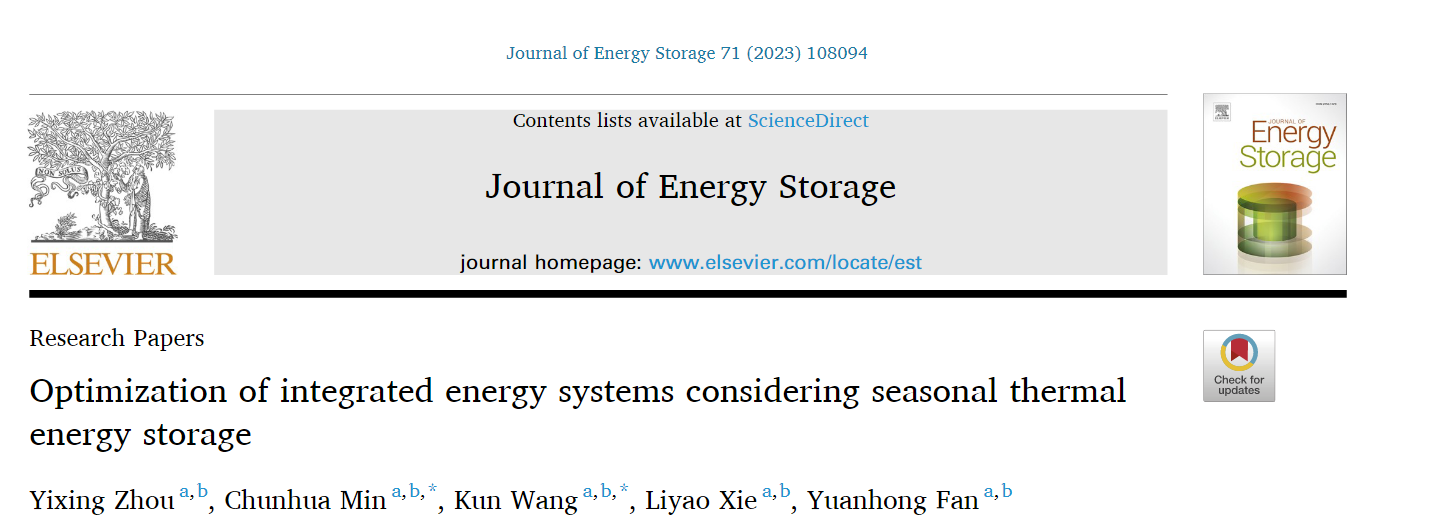 Journal of Energy Storage 71 (2023) 108094
Contents lists available at ScienceDirect
Journal of Energy Storage
journal homepage: www.elsevier.com/locate/est
NON SOLUS
ELSEVIER
JOURNAL OF
Energy
Storage
Research Papers
Check for
updates
Optimization of integrated energy systems considering seasonal thermal
energy storage
Yixing Zhou a,b, Chunhua Min a,b,*, Kun Wang a,b,*, Liyao Xie a,b, Yuanhong Fan a,b